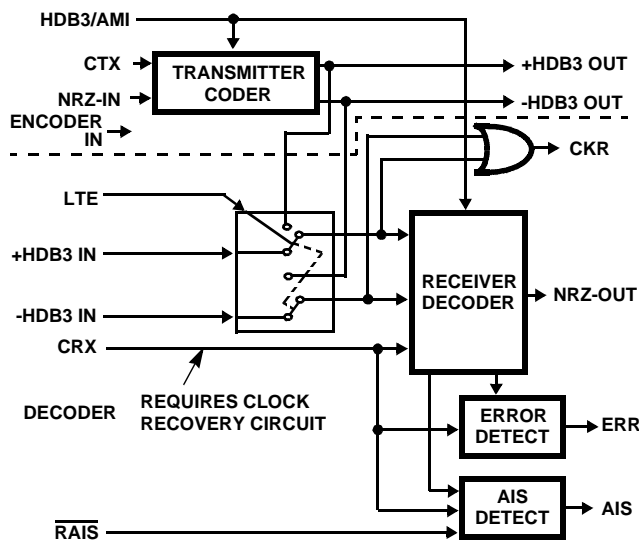 HDB3/AMI
CTX
TRANSMITTER
CODER
+HDB3 OUT
NRZ-IN
-HDB3 OUT
ENCODER
IN
CKR
LTE
+HDB3 IN
RECEIVER
DECODER
NRZ-OUT
-HDB3 IN
CRX
DECODER
REQUIRES CLOCK
RECOVERY CIRCUIT
ERROR
DETECT
ERR
AIS
DETECT
AIS
RAIS